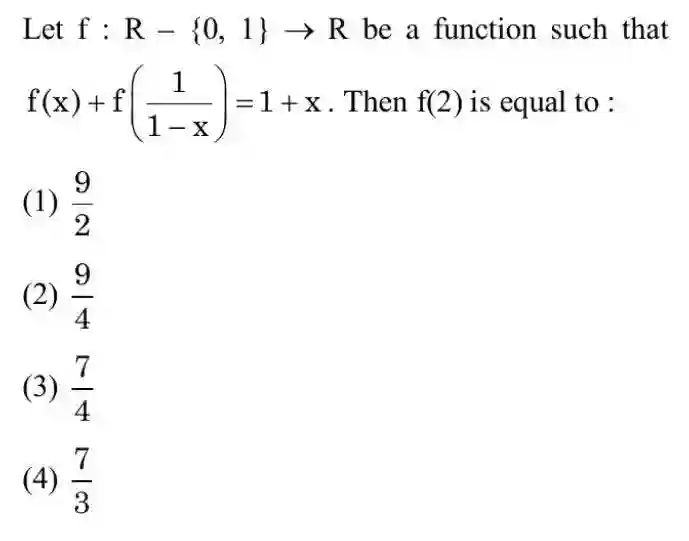 Let f : R – {0, 1} → R be a function such that
f(x) + f(1/(1 – x)) = 1 + x . Then f(2) is equal to :
(1) 9/2
(2) 9/4
(3) 7/4
(4) 7/3